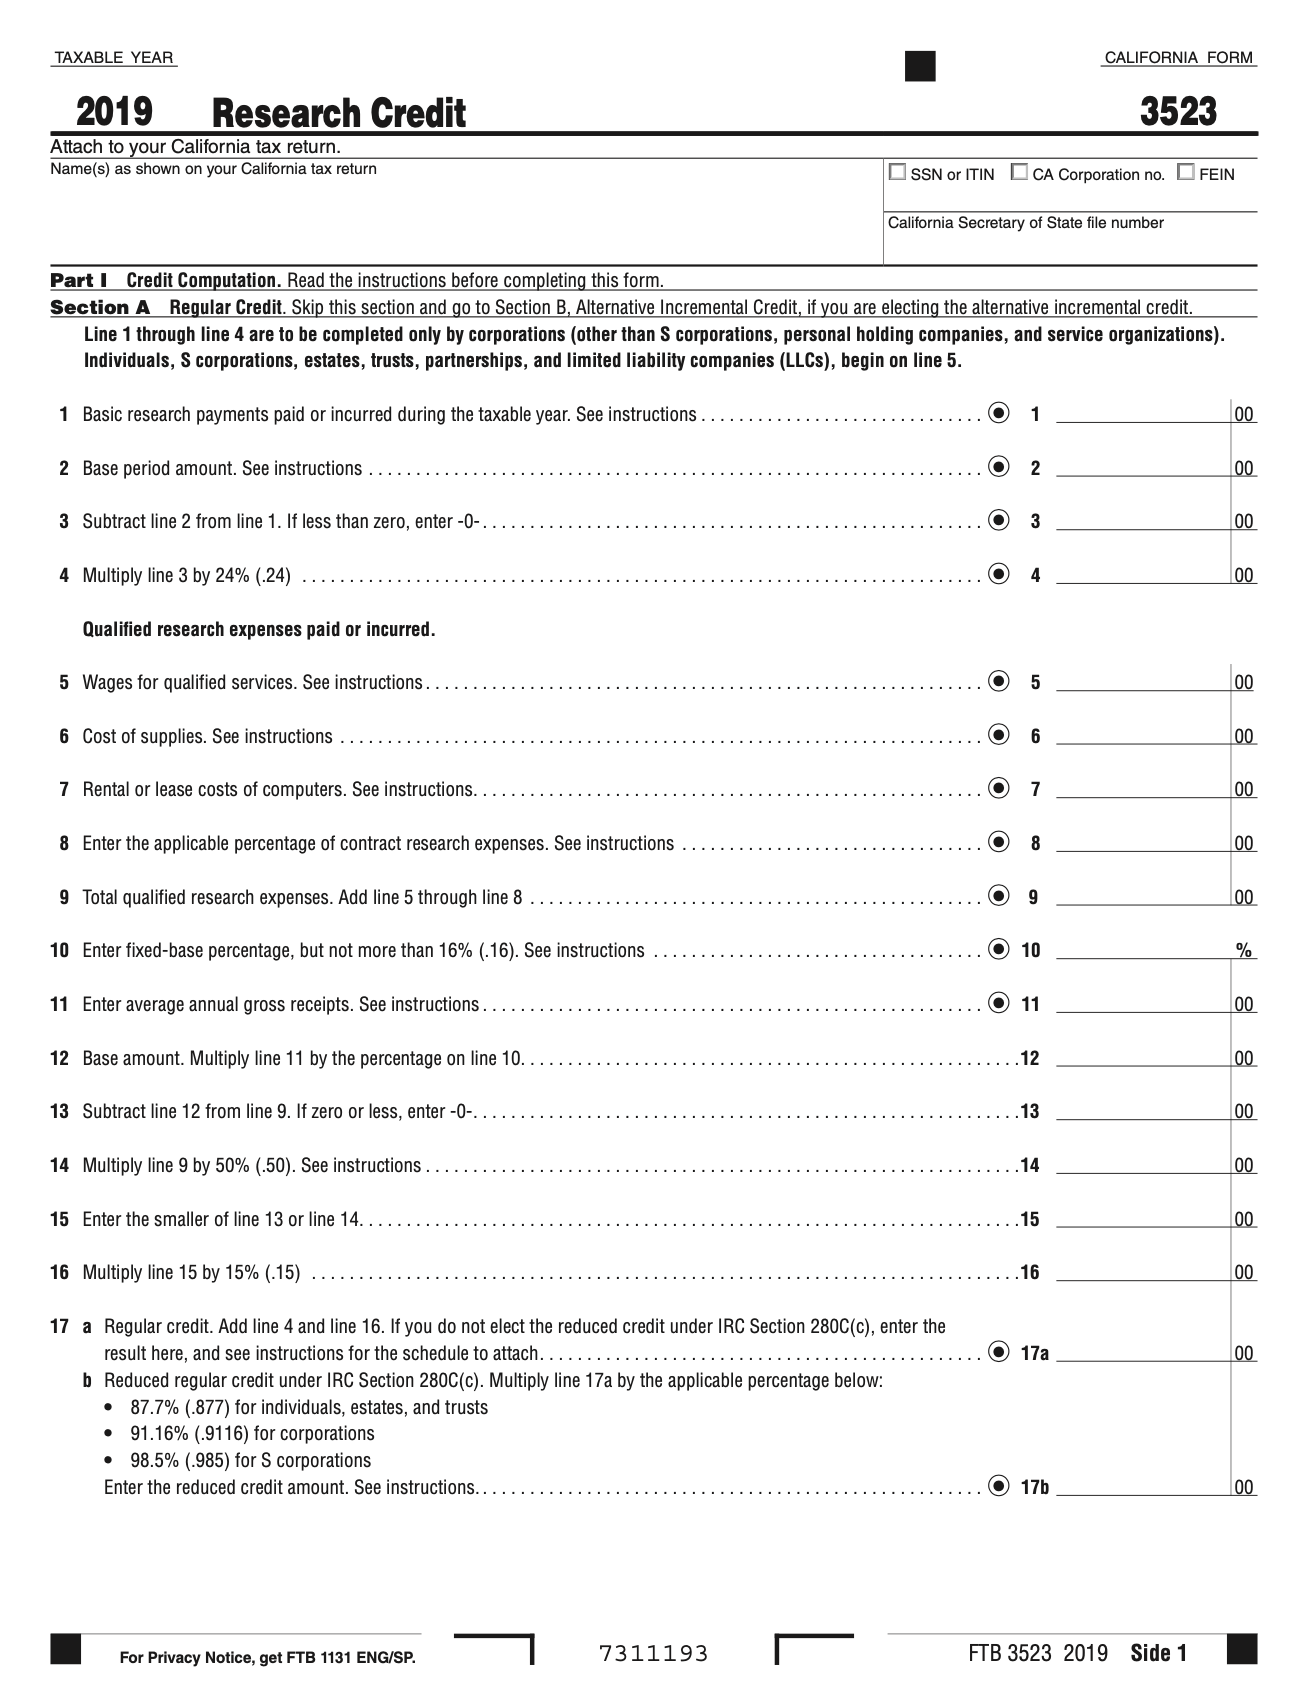 TAXABLE YEAR
CALIFORNIA FORM
2019 Research Credit 3523
Attach to your California tax return.
Name(s) as shown on your California tax return
SSN or ITIN CA Corporation no. FEIN
California Secretary of State file number
Part I Credit Computation. Read the instructions before completing this form.
Section A Regular Credit. Skip this section and go to Section B, Alternative Incremental Credit, if you are electing the alternative incremental credit.
Line 1 through line 4 are to be completed only by corporations (other than S corporations, personal holding companies, and service organizations).
Individuals, S corporations, estates, trusts, partnerships, and limited liability companies (LLCs), begin on line 5.
1 Basic research payments paid or incurred during the taxable year. See instructions 1 00
2 Base period amount. See instructions 2 00
3 Subtract line 2 from line 1. If less than zero, enter -0- 3 00
4 Multiply line 3 by 24% (.24) 4 00
Qualified research expenses paid or incurred.
5 Wages for qualified services. See instructions 5 00
6 Cost of supplies. See instructions 6 00
7 Rental or lease costs of computers. See instructions. 7 00
8 Enter the applicable percentage of contract research expenses. See instructions 8 00
9 Total qualified research expenses. Add line 5 through line 8 9 00
10 Enter fixed-base percentage, but not more than 16% (.16). See instructions 10 %
11 Enter average annual gross receipts. See instructions 11 00
12 Base amount. Multiply line 11 by the percentage on line 10. 12 00
13 Subtract line 12 from line 9. If zero or less, enter -0- 13 00
14 Multiply line 9 by 50% (.50). See instructions 14 00
15 Enter the smaller of line 13 or line 14. 15 00
16 Multiply line 15 by 15% (.15) 16 00
17 a Regular credit. Add line 4 and line 16. If you do not elect the reduced credit under IRC Section 280C(c), enter the
result here, and see instructions for the schedule to attach. 17a 00
b Reduced regular credit under IRC Section 280C(c). Multiply line 17a by the applicable percentage below:
• 87.7% (.877) for individuals, estates, and trusts
• 91.16% (.9116) for corporations
• 98.5% (.985) for S corporations
Enter the reduced credit amount. See instructions. 17b 00
For Privacy Notice, get FTB 1131 ENG/SP.
7311193
FTB 3523 2019 Side 1